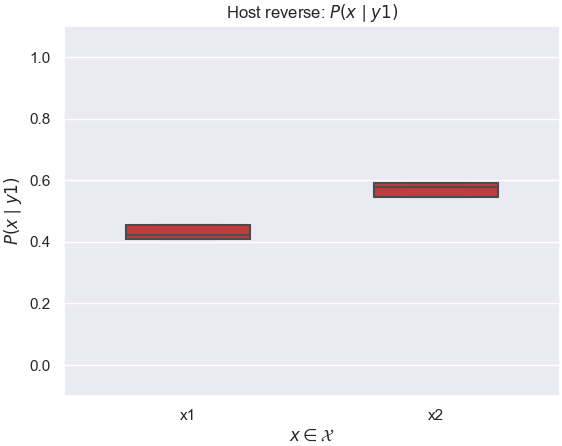 Host reverse: P(x | y1)
P(x | y1)
1.0
0.8
0.6
0.4
0.2
0.0
x1 x2
x ∈ 𝒳